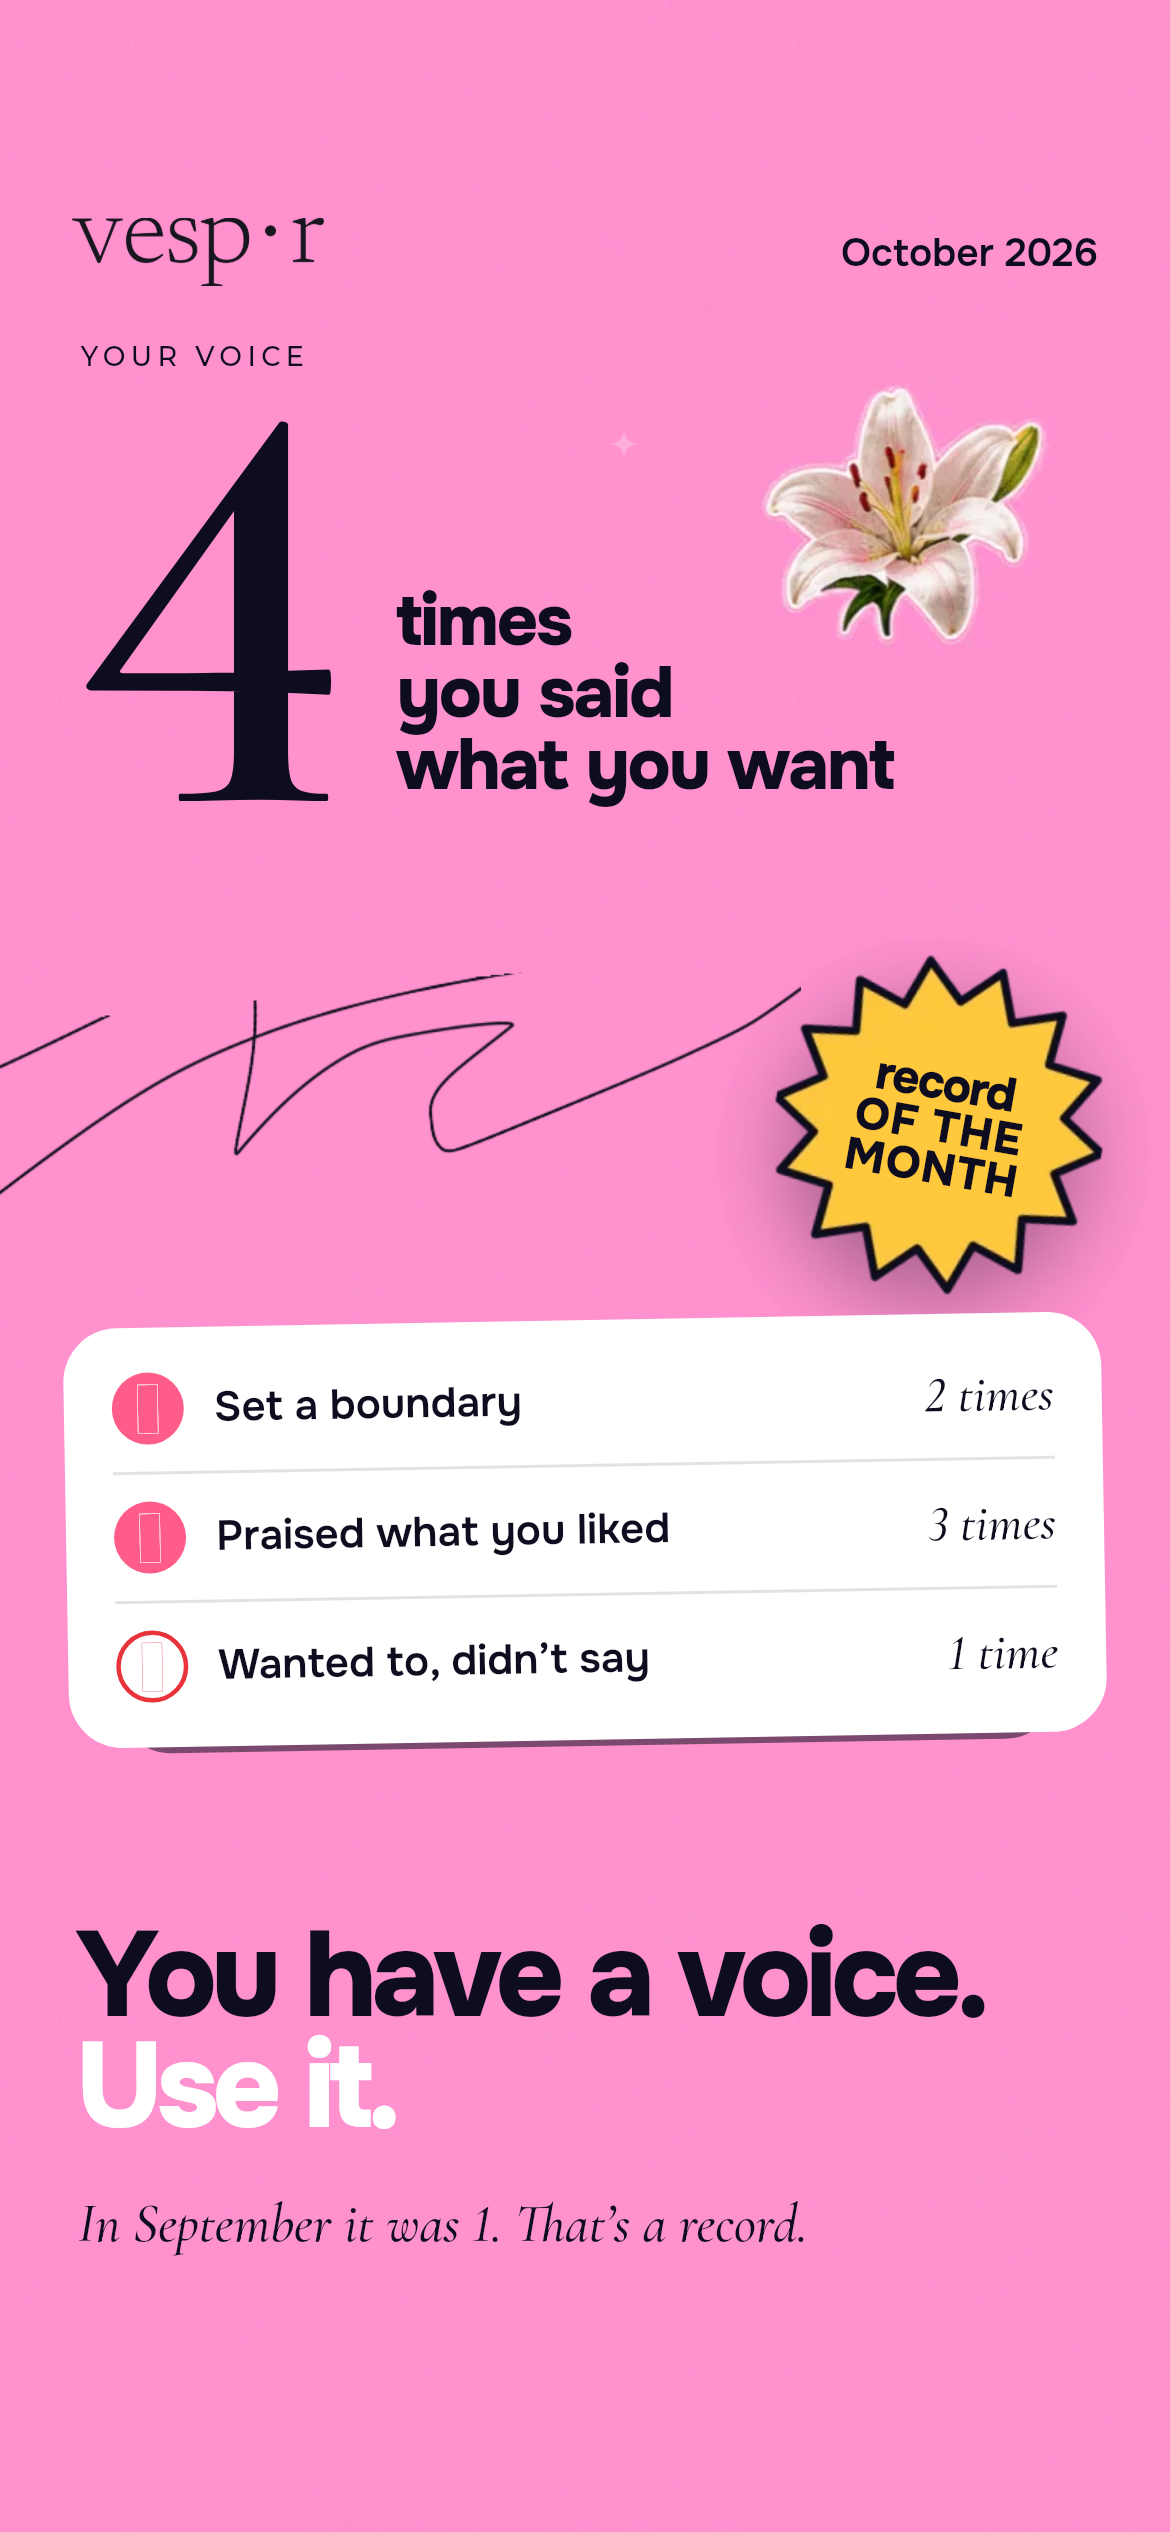 vesp·r
October 2026
YOUR VOICE
4
times
you said
what you want
record
OF THE
MONTH
Set a boundary
2 times
Praised what you liked
3 times
Wanted to, didn’t say
1 time
You have a voice.
Use it.
In September it was 1. That’s a record.